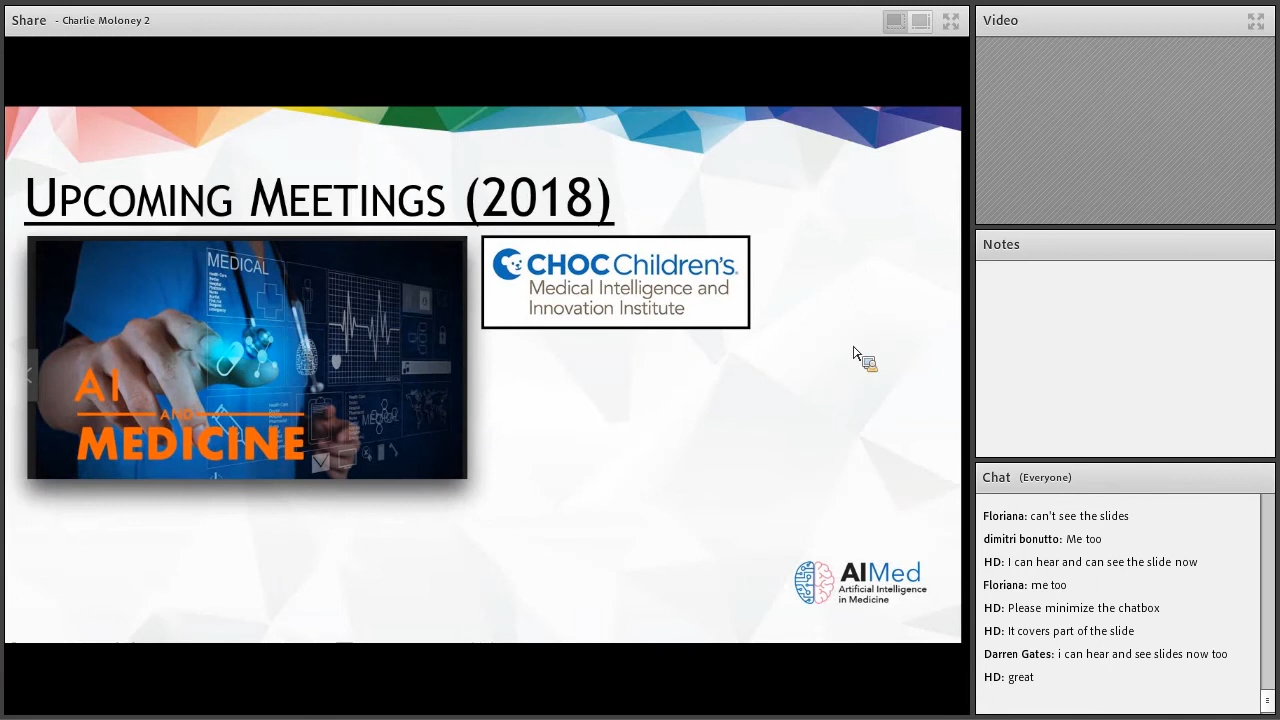 Share - Charlie Moloney 2
UPCOMING MEETINGS (2018)
MEDICAL
AI
AND
MEDICINE
CHOC Children's.
Medical Intelligence and
Innovation Institute
AIMed
Artificial Intelligence
in Medicine
Video
Notes
Chat (Everyone)
Floriana: can't see the slides
dimitri bonutto: Me too
HD: I can hear and can see the slide now
Floriana: me too
HD: Please minimize the chatbox
HD: It covers part of the slide
Darren Gates: i can hear and see slides now too
HD: great